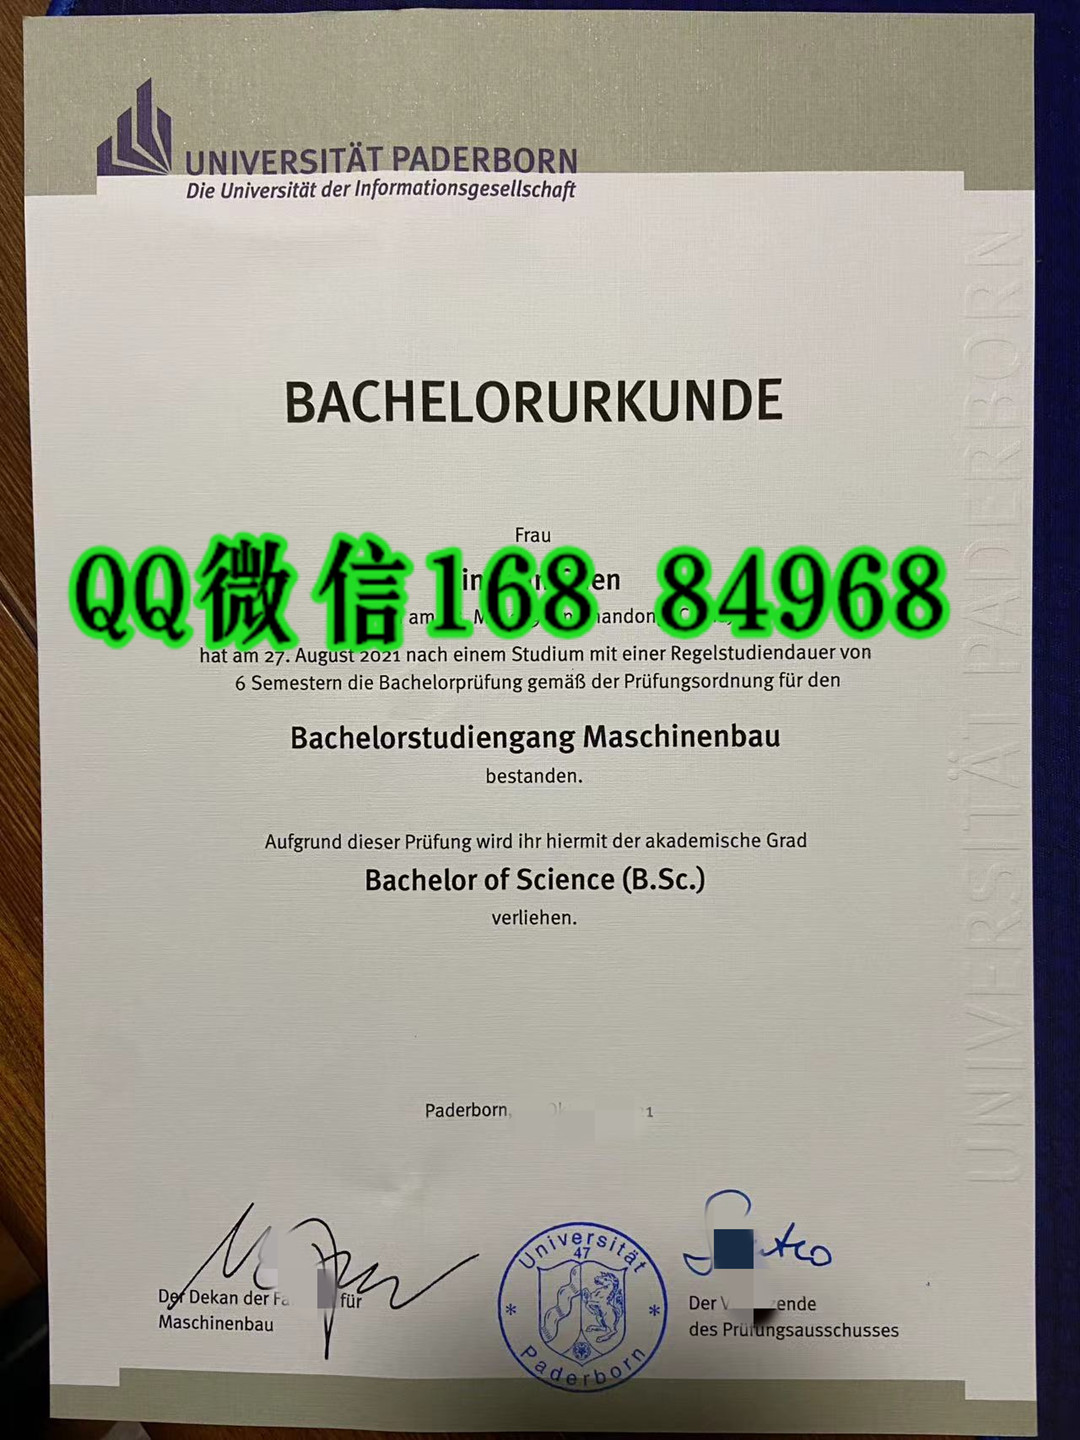 UNIVERSITÄT PADERBORN
Die Universität der Informationsgesellschaft
BACHELORURKUNDE
Frau
QQ微信168 84968
am
hat am 27. August 2021 nach einem Studium mit einer Regelstudiendauer von
6 Semestern die Bachelorprüfung gemäß der Prüfungsordnung für den
Bachelorstudiengang Maschinenbau
bestanden.
Aufgrund dieser Prüfung wird ihr hiermit der akademische Grad
Bachelor of Science (B.Sc.)
verliehen.
Paderborn,
Der Dekan der für
Maschinenbau
Universität
47
Paderborn
Der
des Prüfungsausschusses
UNIVERSITÄT PADERBORN